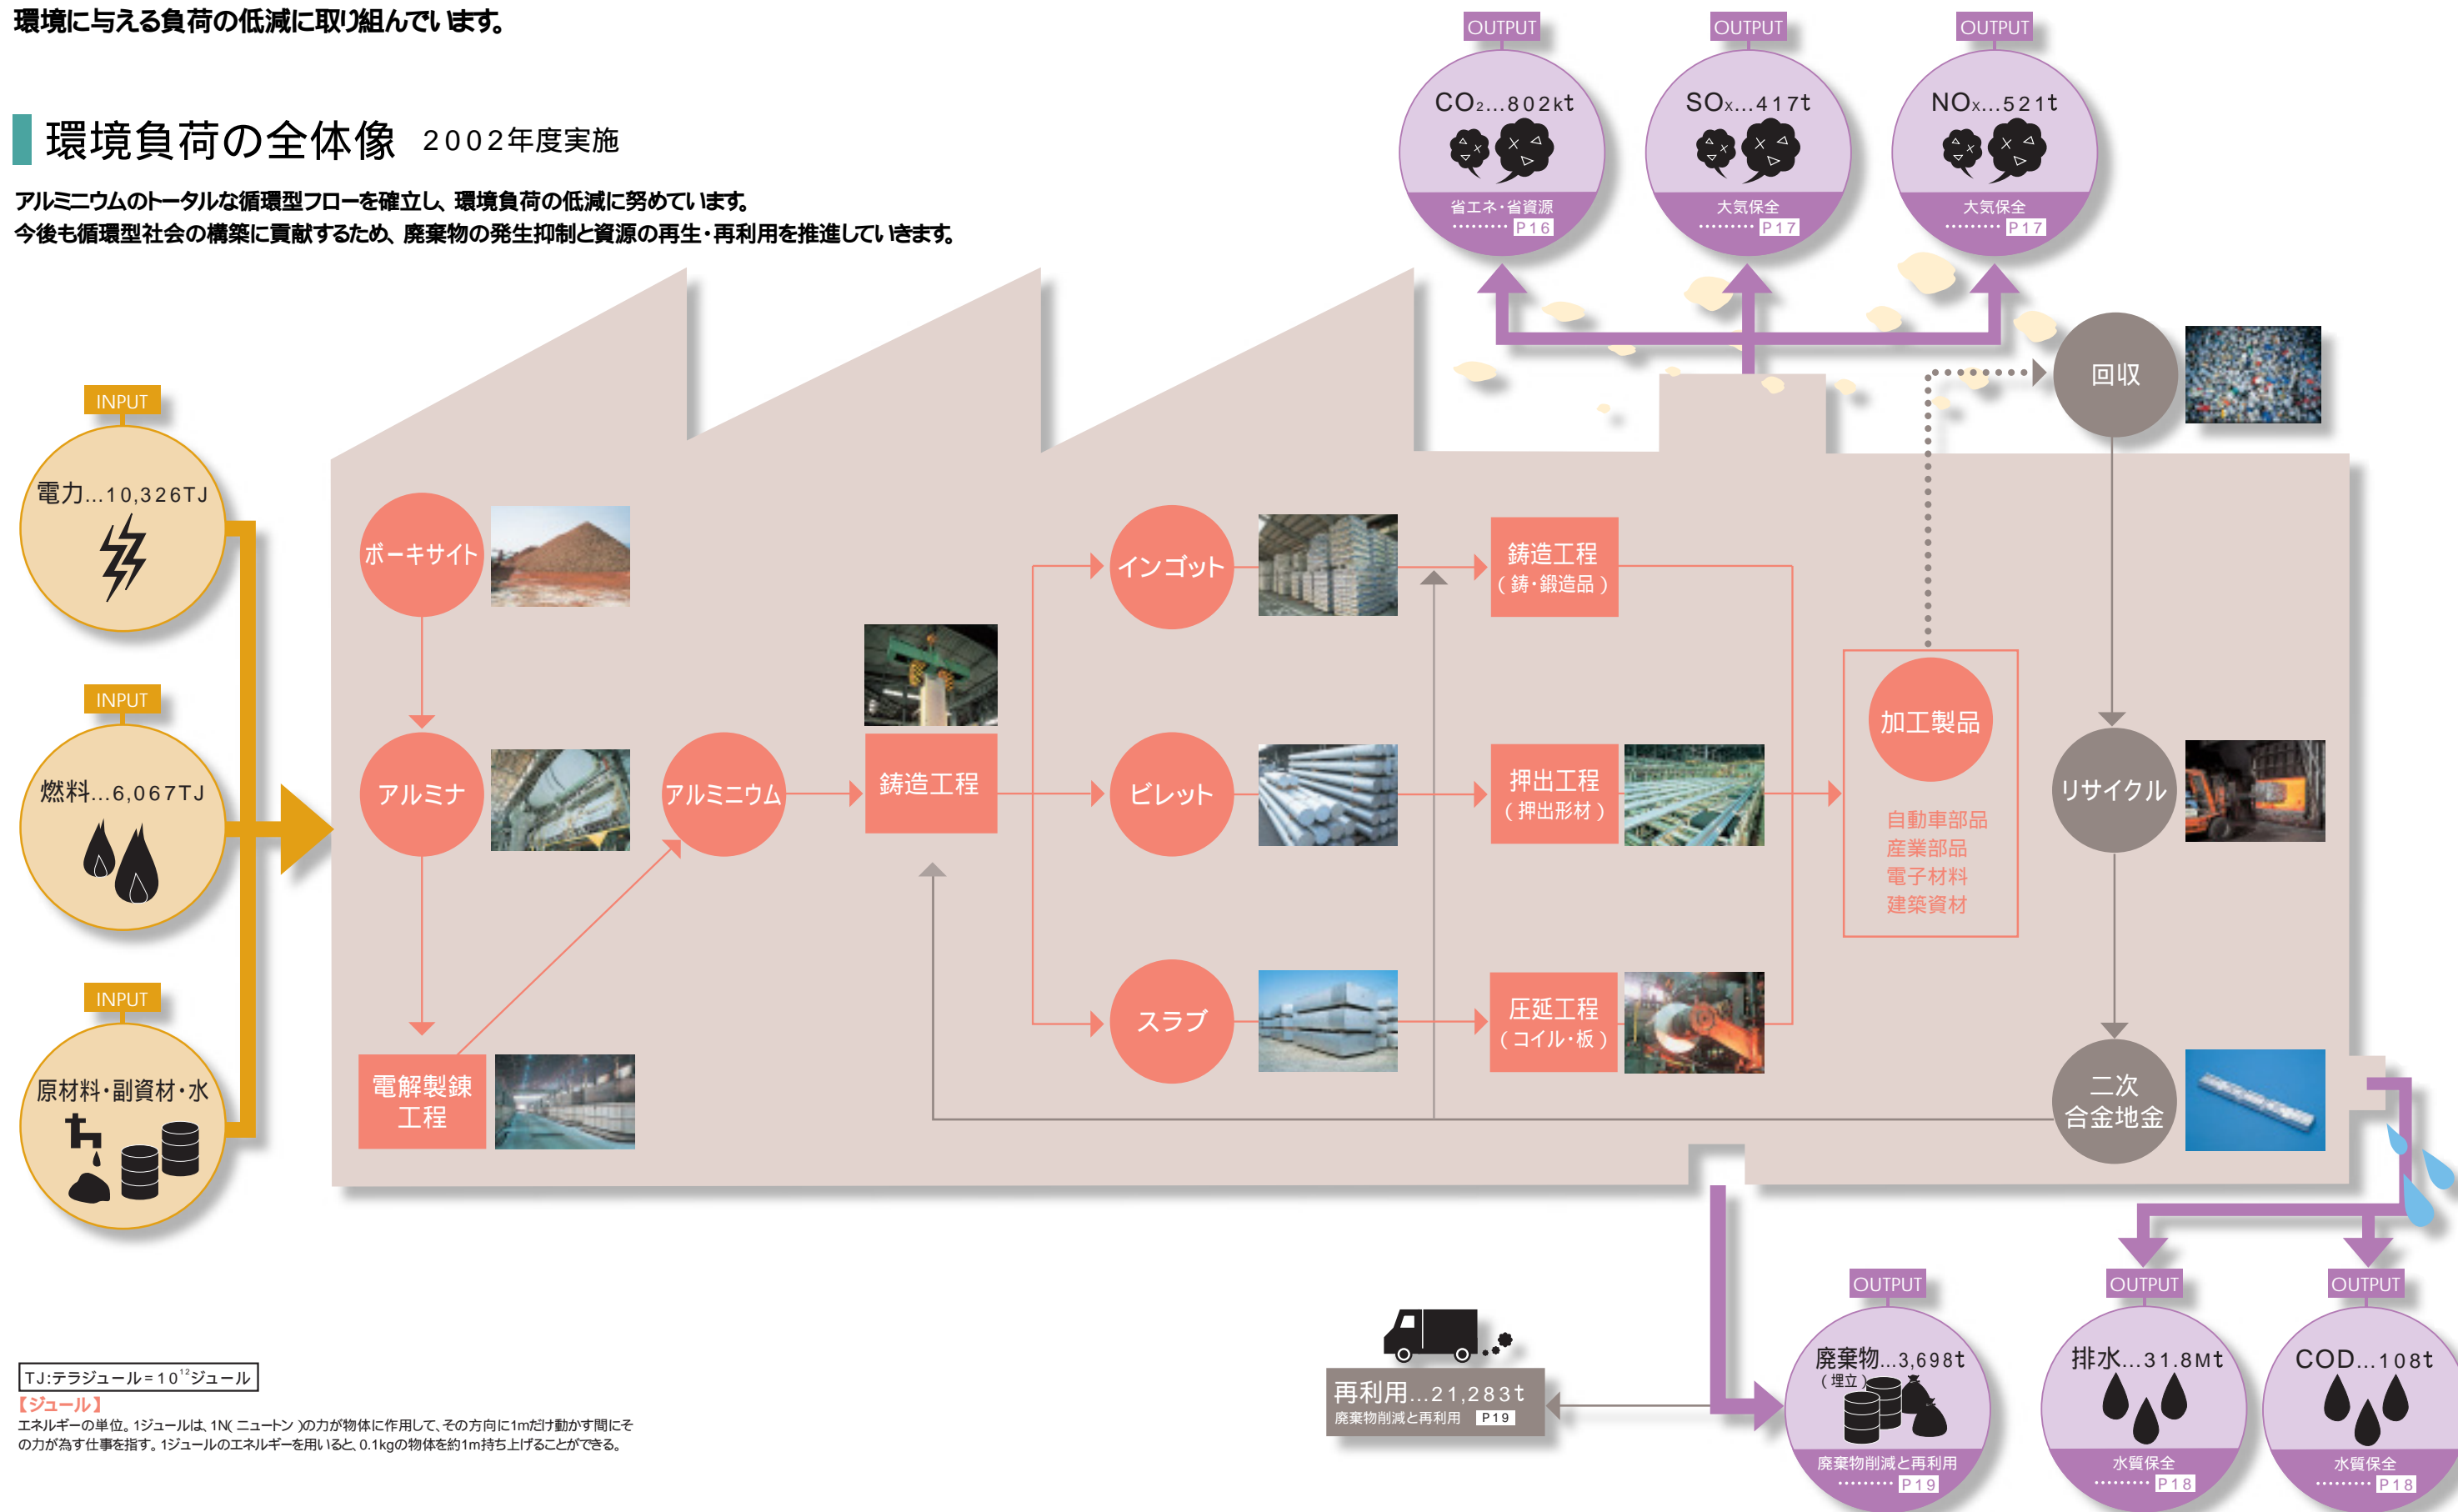 環境に与える負荷の低減に取り組んでいます。
環境負荷の全体像 2002年度実施
アルミニウムのトータルな循環型フローを確立し、環境負荷の低減に努めています。
今後も循環型社会の構築に貢献するため、廃棄物の発生抑制と資源の再生・再利用を推進していきます。
OUTPUT
CO₂...802kt
省エネ・省資源
......... P16
OUTPUT
SOx...417t
大気保全
......... P17
OUTPUT
NOx...521t
大気保全
......... P17
INPUT
電力...10,326TJ
INPUT
燃料...6,067TJ
INPUT
原材料・副資材・水
ボーキサイト
アルミナ
電解製錬
工程
アルミニウム
鋳造工程
インゴット
鋳造工程
(鋳・鍛造品)
ビレット
押出工程
(押出形材)
スラブ
圧延工程
(コイル・板)
加工製品
自動車部品
産業部品
電子材料
建築資材
回収
リサイクル
二次
合金地金
再利用...21,283t
廃棄物削減と再利用 P19
OUTPUT
廃棄物...3,698t
(埋立)
廃棄物削減と再利用
......... P19
OUTPUT
排水...31.8Mt
水質保全
......... P18
OUTPUT
COD...108t
水質保全
......... P18
TJ:テラジュール=10¹²ジュール
【ジュール】
エネルギーの単位。1ジュールは、1N(ニュートン)の力が物体に作用して、その方向に1mだけ動かす間にそ
の力が為す仕事を指す。1ジュールのエネルギーを用いると、0.1kgの物体を約1m持ち上げることができる。